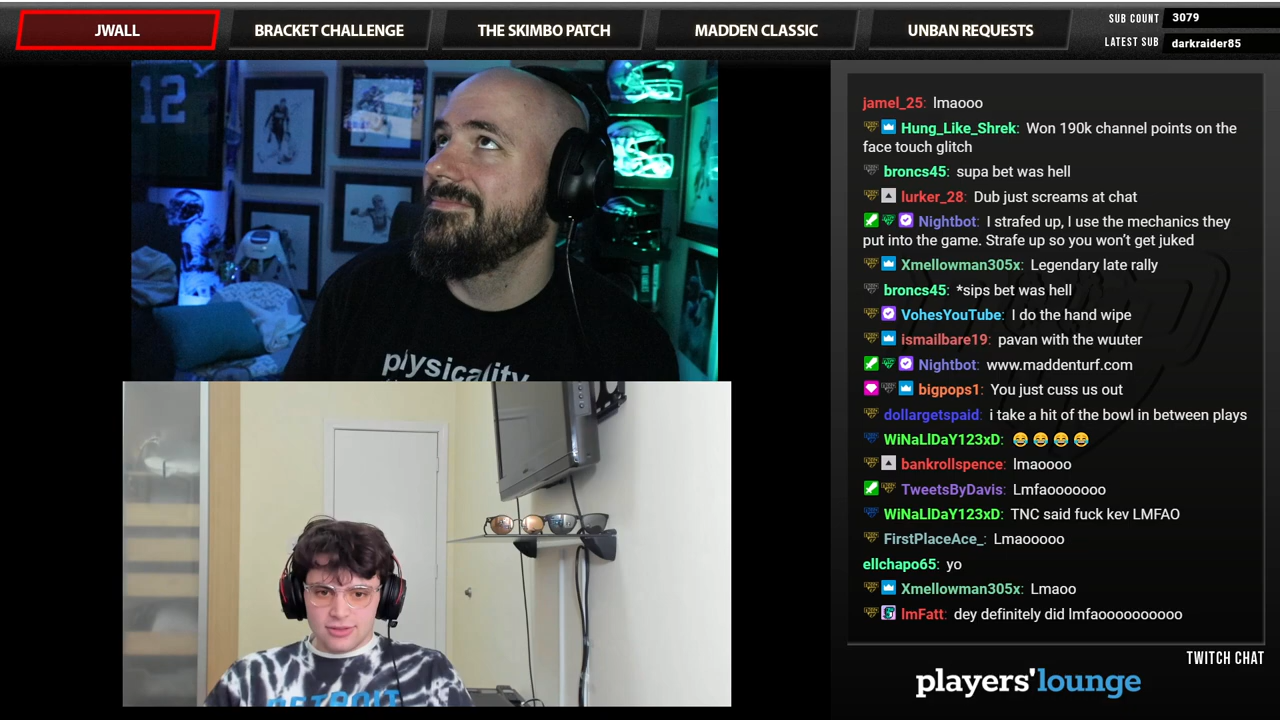 JWALL
BRACKET CHALLENGE
THE SKIMBO PATCH
MADDEN CLASSIC
UNBAN REQUESTS
SUB COUNT 3079
LATEST SUB darkraider85
12
physicality
DETROIT
jamel_25: lmaooo
Hung_Like_Shrek: Won 190k channel points on the
face touch glitch
broncs45: supa bet was hell
lurker_28: Dub just screams at chat
Nightbot: I strafed up, I use the mechanics they
put into the game. Strafe up so you won't get juked
Xmellowman305x: Legendary late rally
broncs45: *sips bet was hell
VohesYouTube: I do the hand wipe
ismailbare19: pavan with the wuuter
Nightbot: www.maddenturf.com
bigpops1: You just cuss us out
dollargetspaid: i take a hit of the bowl in between plays
WiNaLlDaY123xD: 😂 😂 😂 😂
bankrollspence: lmaoooo
TweetsByDavis: Lmfaooooooo
WiNaLlDaY123xD: TNC said fuck kev LMFAO
FirstPlaceAce_: Lmaooooo
ellchapo65: yo
Xmellowman305x: Lmaoo
lmFatt: dey definitely did lmfaoooooooooo
TWITCH CHAT
players'lounge